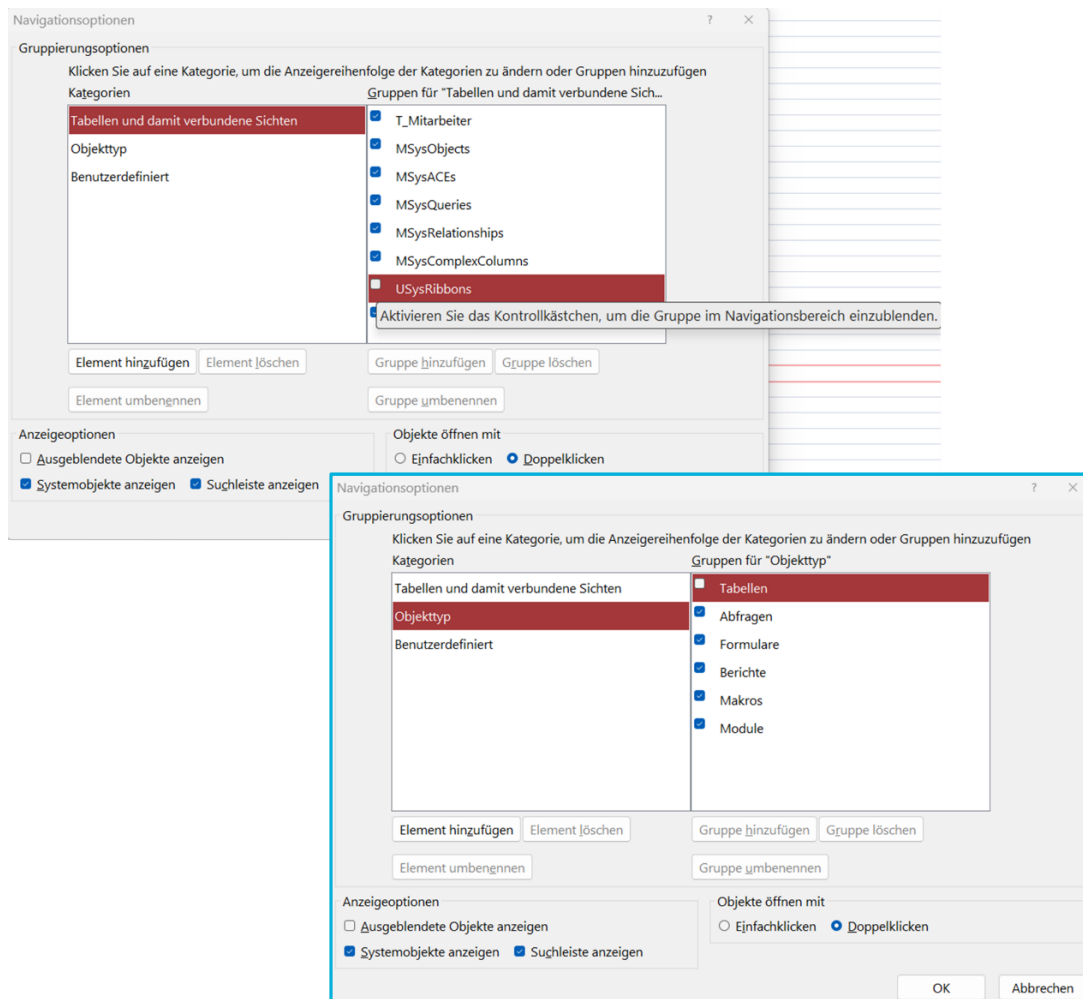 Navigationsoptionen
Gruppierungsoptionen
Klicken Sie auf eine Kategorie, um die Anzeigereihenfolge der Kategorien zu ändern oder Gruppen hinzuzufügen
Kategorien
Gruppen für "Tabellen und damit verbundene Sich...
Tabellen und damit verbundene Sichten
Objekttyp
Benutzerdefiniert
T_Mitarbeiter
MSysObjects
MSysACEs
MSysQueries
MSysRelationships
MSysComplexColumns
USysRibbons
Aktivieren Sie das Kontrollkästchen, um die Gruppe im Navigationsbereich einzublenden.
Element hinzufügen Element löschen
Gruppe hinzufügen Gruppe löschen
Element umbenennen
Gruppe umbenennen
Anzeigeoptionen
Ausgeblendete Objekte anzeigen
Systemobjekte anzeigen Suchleiste anzeigen
Objekte öffnen mit
Einfachklicken Doppelklicken
Navigationsoptionen
Gruppierungsoptionen
Klicken Sie auf eine Kategorie, um die Anzeigereihenfolge der Kategorien zu ändern oder Gruppen hinzuzufügen
Kategorien
Gruppen für "Objekttyp"
Tabellen und damit verbundene Sichten
Objekttyp
Benutzerdefiniert
Tabellen
Abfragen
Formulare
Berichte
Makros
Module
Element hinzufügen Element löschen
Gruppe hinzufügen Gruppe löschen
Element umbenennen
Gruppe umbenennen
Anzeigeoptionen
Ausgeblendete Objekte anzeigen
Systemobjekte anzeigen Suchleiste anzeigen
Objekte öffnen mit
Einfachklicken Doppelklicken
OK Abbrechen